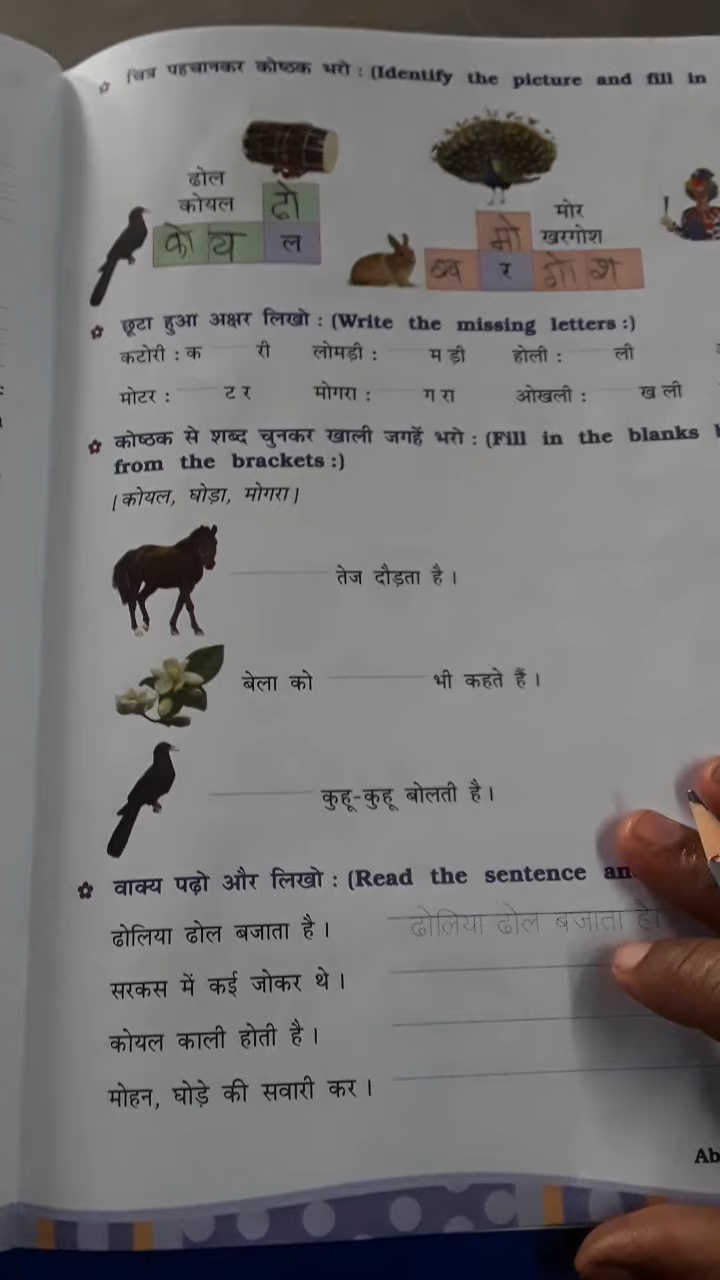 चित्र पहचानकर कोष्ठक भरो : (Identify the picture and fill in
ढोल
कोयल
ढो
को य ल
मोर
खरगोश
मो
ख र गो श
छूटा हुआ अक्षर लिखो : (Write the missing letters :)
कटोरी : क री लोमड़ी : म ड़ी होली : ली
मोटर : ट र मोगरा : ग रा ओखली : ख ली
कोष्ठक से शब्द चुनकर खाली जगहें भरो : (Fill in the blanks
from the brackets :)
[कोयल, घोड़ा, मोगरा]
तेज दौड़ता है ।
बेला को भी कहते हैं ।
कुहू-कुहू बोलती है ।
वाक्य पढ़ो और लिखो : (Read the sentence an
ढोलिया ढोल बजाता है । ढोलिया ढोल बजाता है।
सरकस में कई जोकर थे ।
कोयल काली होती है ।
मोहन, घोड़े की सवारी कर ।
Ab